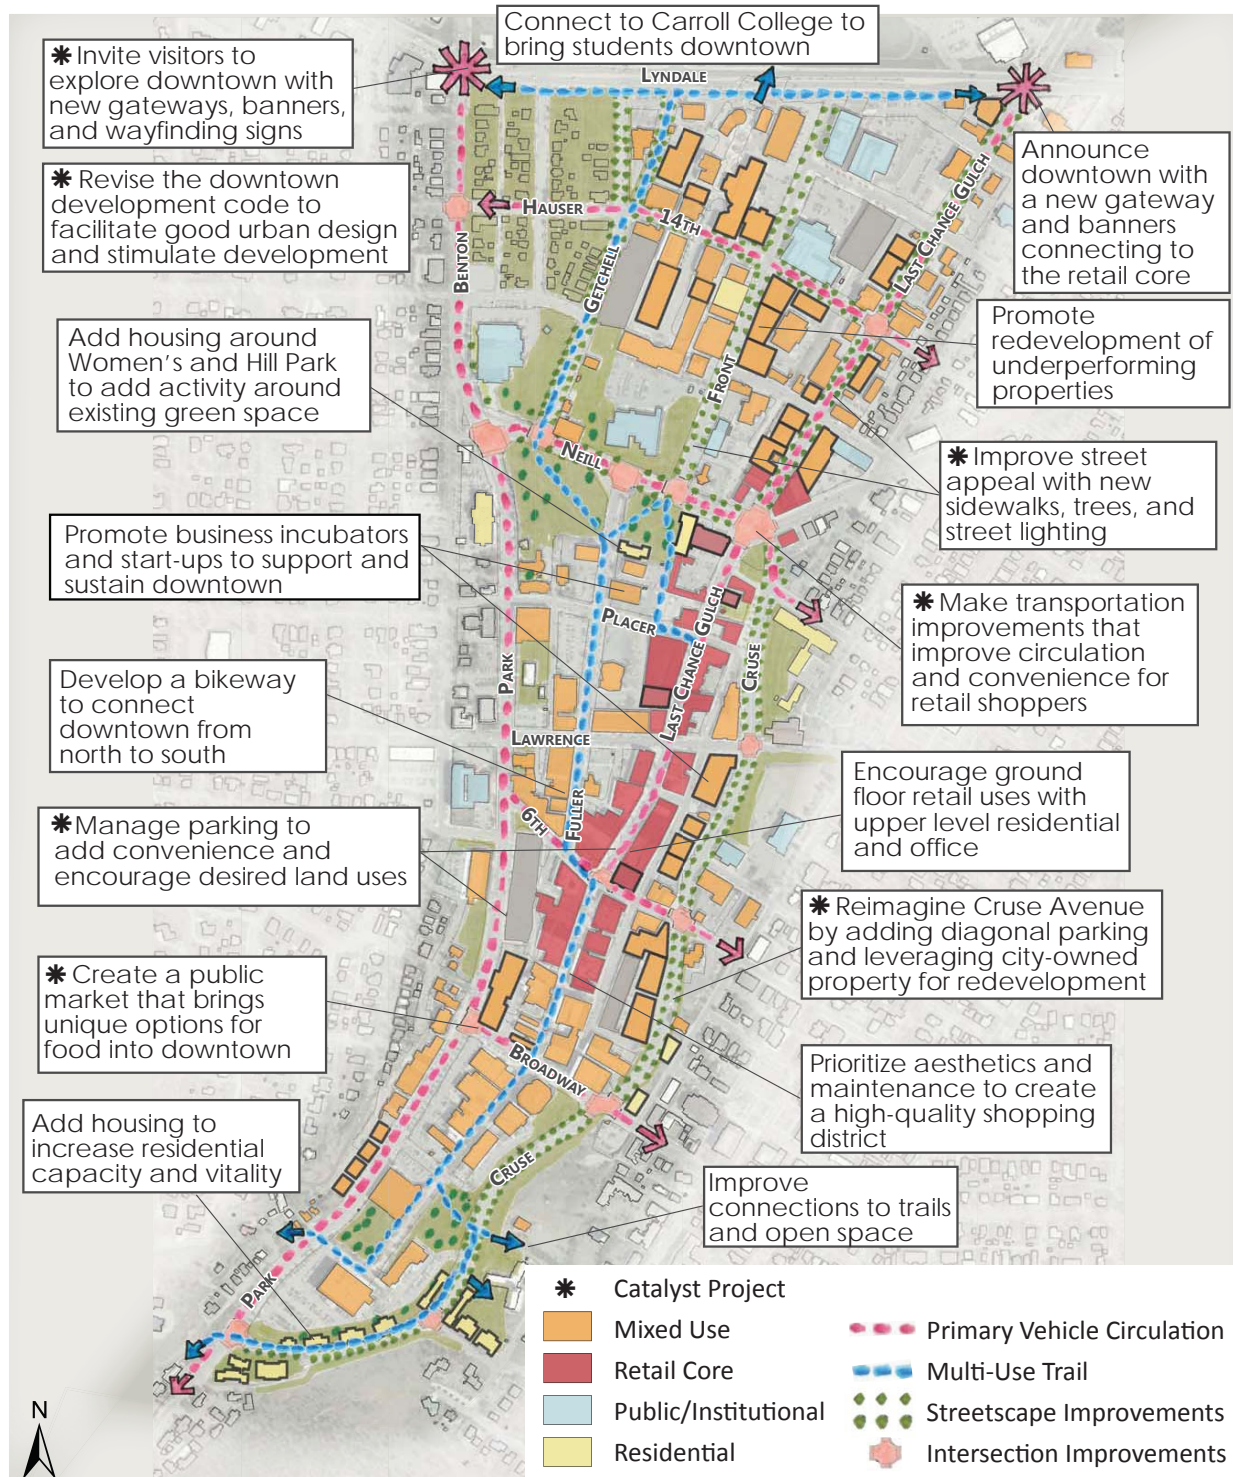 Connect to Carroll College to
bring students downtown
✱ Invite visitors to
explore downtown with
new gateways, banners,
and wayfinding signs
LYNDALE
Announce
downtown with
a new gateway
and banners
connecting to
the retail core
✱ Revise the downtown
development code to
facilitate good urban design
and stimulate development
HAUSER
14TH
BENTON
GETCHELL
LAST CHANCE GULCH
Promote
redevelopment of
underperforming
properties
Add housing around
Women's and Hill Park
to add activity around
existing green space
FRONT
NEILL
✱ Improve street
appeal with new
sidewalks, trees, and
street lighting
Promote business incubators
and start-ups to support and
sustain downtown
PLACER
✱ Make transportation
improvements that
improve circulation
and convenience for
retail shoppers
PARK
LAST CHANCE GULCH
CRUSE
Develop a bikeway
to connect
downtown from
north to south
LAWRENCE
Encourage ground
floor retail uses with
upper level residential
and office
FULLER
6TH
✱ Manage parking to
add convenience and
encourage desired land uses
✱ Reimagine Cruse Avenue
by adding diagonal parking
and leveraging city-owned
property for redevelopment
✱ Create a public
market that brings
unique options for
food into downtown
BROADWAY
Prioritize aesthetics and
maintenance to create
a high-quality shopping
district
Add housing to
increase residential
capacity and vitality
CRUSE
Improve
connections to trails
and open space
PARK
✱ Catalyst Project
Mixed Use
Retail Core
Public/Institutional
Residential
Primary Vehicle Circulation
Multi-Use Trail
Streetscape Improvements
Intersection Improvements
N